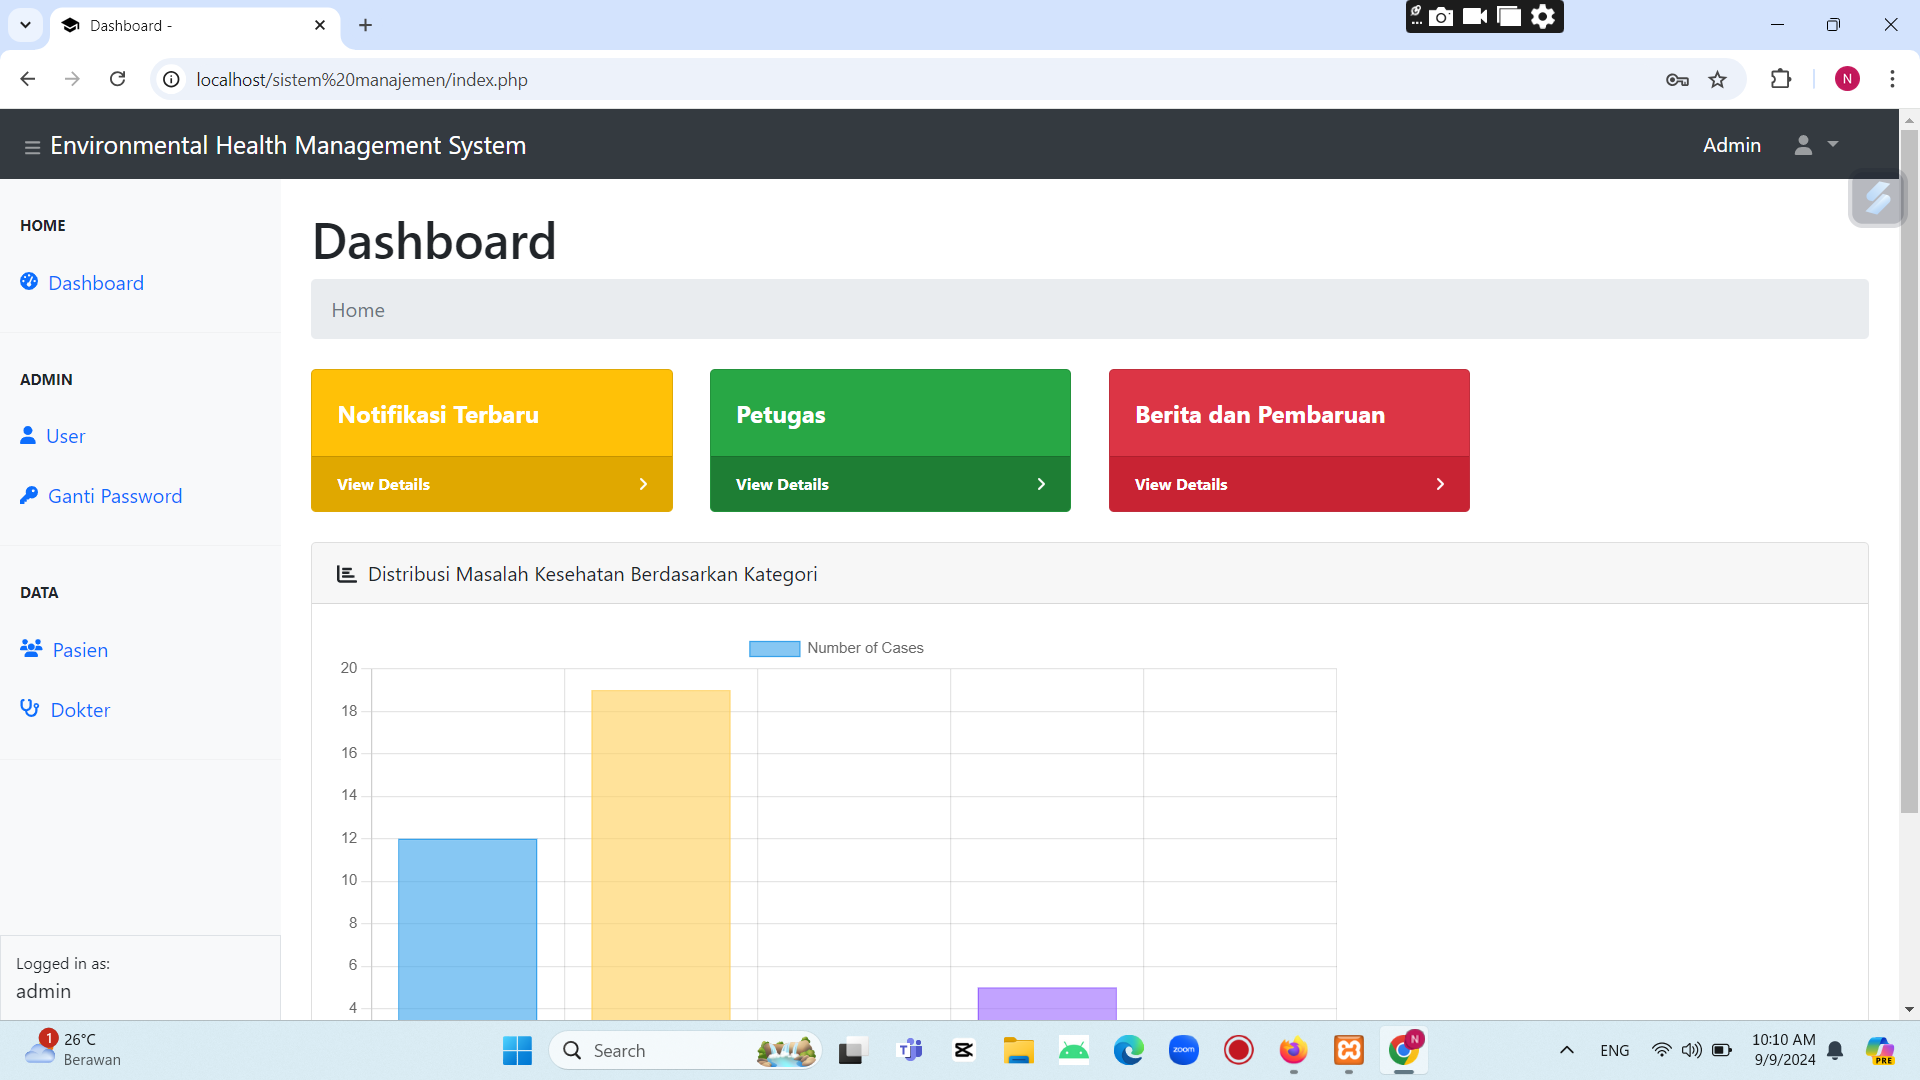 Dashboard -
localhost/sistem%20manajemen/index.php
N
Environmental Health Management System
Admin
HOME
Dashboard
ADMIN
User
Ganti Password
DATA
Pasien
Dokter
Logged in as:
admin
Dashboard
Home
Notifikasi Terbaru
View Details
Petugas
View Details
Berita dan Pembaruan
View Details
Distribusi Masalah Kesehatan Berdasarkan Kategori
Number of Cases
20
18
16
14
12
10
8
6
4
1
26°C
Berawan
Search
zoom
N
ENG
10:10 AM
9/9/2024
PRE